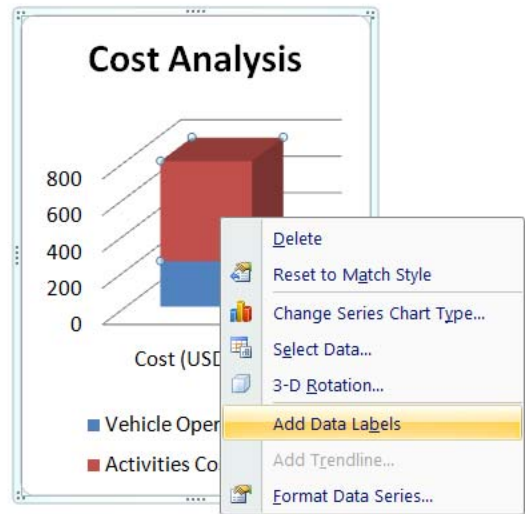 Cost Analysis
800
600
400
200
0
Cost (USD
Vehicle Oper
Activities Co
Delete
Reset to Match Style
Change Series Chart Type...
Select Data...
3-D Rotation...
Add Data Labels
Add Trendline...
Format Data Series...